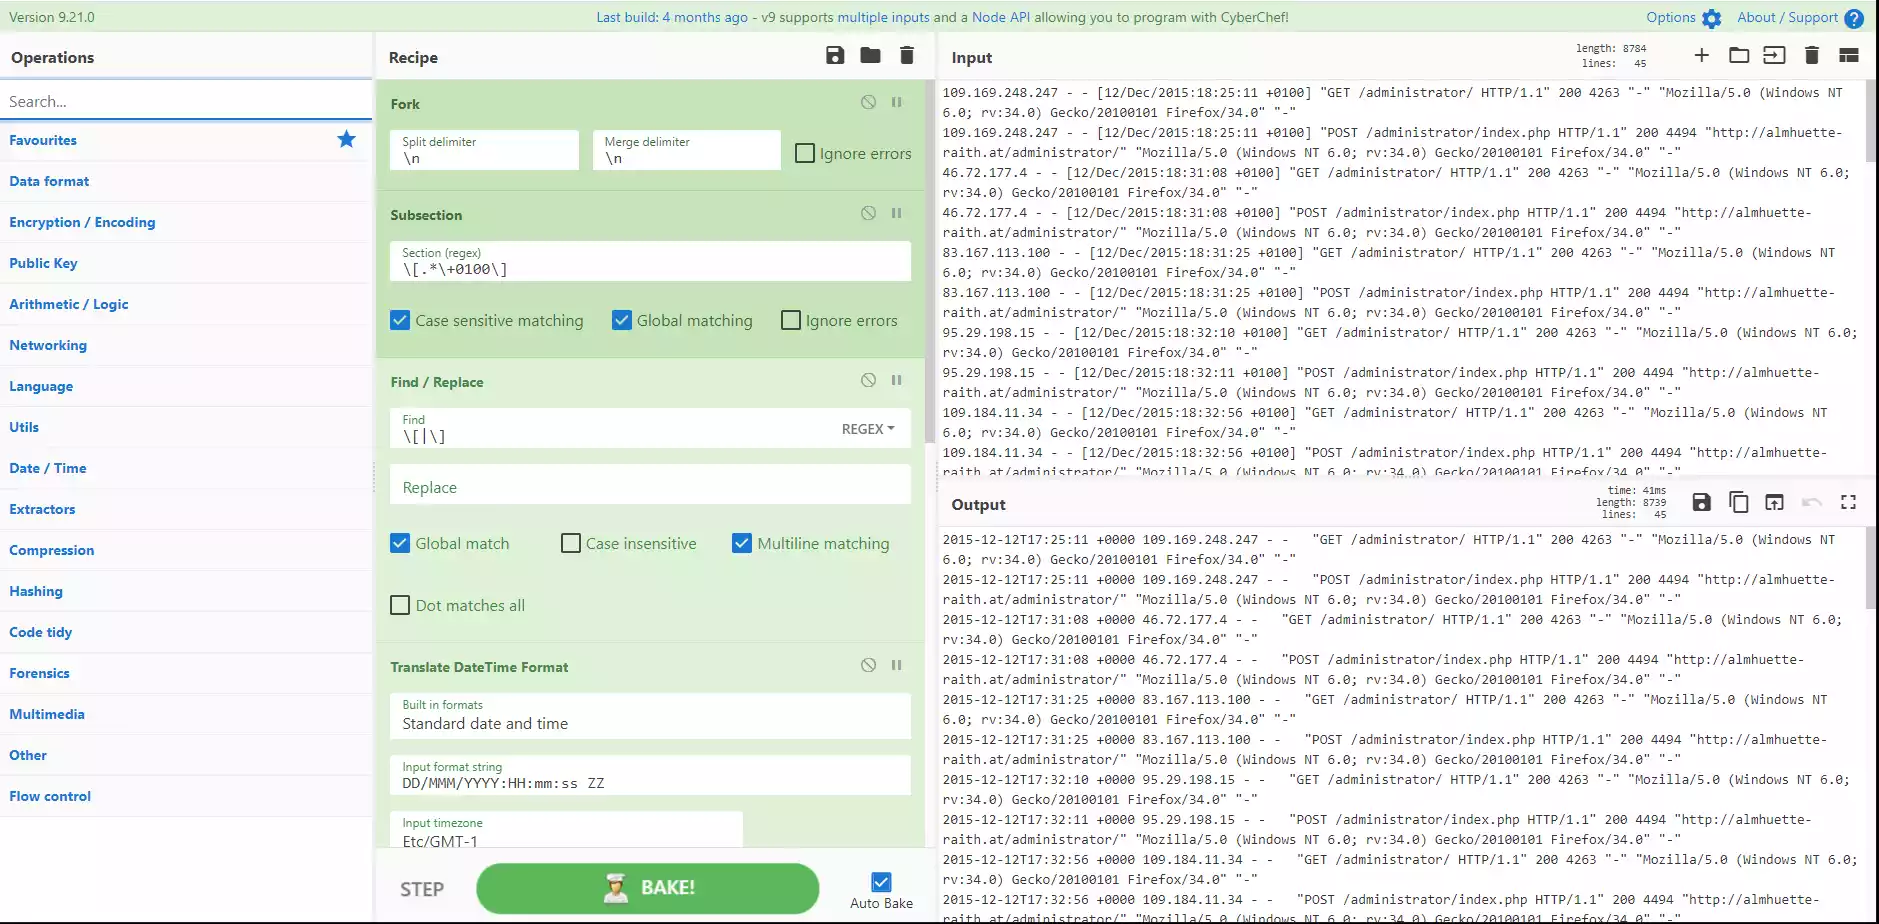 Version 9.21.0
Last build: 4 months ago - v9 supports multiple inputs and a Node API allowing you to program with CyberChef!
Options
About / Support
Operations
Search...
Favourites
Data format
Encryption / Encoding
Public Key
Arithmetic / Logic
Networking
Language
Utils
Date / Time
Extractors
Compression
Hashing
Code tidy
Forensics
Multimedia
Other
Flow control
Recipe
Fork
Split delimiter
\n
Merge delimiter
\n
Ignore errors
Subsection
Section (regex)
\[.*\+0100\]
Case sensitive matching
Global matching
Ignore errors
Find / Replace
Find
\[|\]
REGEX
Replace
Global match
Case insensitive
Multiline matching
Dot matches all
Translate DateTime Format
Built in formats
Standard date and time
Input format string
DD/MMM/YYYY:HH:mm:ss ZZ
Input timezone
Etc/GMT-1
STEP
BAKE!
Auto Bake
Input
length: 8784
lines: 45
109.169.248.247 - - [12/Dec/2015:18:25:11 +0100] "GET /administrator/ HTTP/1.1" 200 4263 "-" "Mozilla/5.0 (Windows NT
6.0; rv:34.0) Gecko/20100101 Firefox/34.0" "-"
109.169.248.247 - - [12/Dec/2015:18:25:11 +0100] "POST /administrator/index.php HTTP/1.1" 200 4494 "http://almhuette-
raith.at/administrator/" "Mozilla/5.0 (Windows NT 6.0; rv:34.0) Gecko/20100101 Firefox/34.0" "-"
46.72.177.4 - - [12/Dec/2015:18:31:08 +0100] "GET /administrator/ HTTP/1.1" 200 4263 "-" "Mozilla/5.0 (Windows NT 6.0;
rv:34.0) Gecko/20100101 Firefox/34.0" "-"
46.72.177.4 - - [12/Dec/2015:18:31:08 +0100] "POST /administrator/index.php HTTP/1.1" 200 4494 "http://almhuette-
raith.at/administrator/" "Mozilla/5.0 (Windows NT 6.0; rv:34.0) Gecko/20100101 Firefox/34.0" "-"
83.167.113.100 - - [12/Dec/2015:18:31:25 +0100] "GET /administrator/ HTTP/1.1" 200 4263 "-" "Mozilla/5.0 (Windows NT
6.0; rv:34.0) Gecko/20100101 Firefox/34.0" "-"
83.167.113.100 - - [12/Dec/2015:18:31:25 +0100] "POST /administrator/index.php HTTP/1.1" 200 4494 "http://almhuette-
raith.at/administrator/" "Mozilla/5.0 (Windows NT 6.0; rv:34.0) Gecko/20100101 Firefox/34.0" "-"
95.29.198.15 - - [12/Dec/2015:18:32:10 +0100] "GET /administrator/ HTTP/1.1" 200 4263 "-" "Mozilla/5.0 (Windows NT 6.0;
rv:34.0) Gecko/20100101 Firefox/34.0" "-"
95.29.198.15 - - [12/Dec/2015:18:32:11 +0100] "POST /administrator/index.php HTTP/1.1" 200 4494 "http://almhuette-
raith.at/administrator/" "Mozilla/5.0 (Windows NT 6.0; rv:34.0) Gecko/20100101 Firefox/34.0" "-"
109.184.11.34 - - [12/Dec/2015:18:32:56 +0100] "GET /administrator/ HTTP/1.1" 200 4263 "-" "Mozilla/5.0 (Windows NT
6.0; rv:34.0) Gecko/20100101 Firefox/34.0" "-"
109.184.11.34 - - [12/Dec/2015:18:32:56 +0100] "POST /administrator/index.php HTTP/1.1" 200 4494 "http://almhuette-
raith.at/administrator/" "Mozilla/5.0 (Windows NT 6.0; rv:34.0) Gecko/20100101 Firefox/34.0" "-"
Output
time: 41ms
length: 8739
lines: 45
2015-12-12T17:25:11 +0000 109.169.248.247 - - "GET /administrator/ HTTP/1.1" 200 4263 "-" "Mozilla/5.0 (Windows NT
6.0; rv:34.0) Gecko/20100101 Firefox/34.0" "-"
2015-12-12T17:25:11 +0000 109.169.248.247 - - "POST /administrator/index.php HTTP/1.1" 200 4494 "http://almhuette-
raith.at/administrator/" "Mozilla/5.0 (Windows NT 6.0; rv:34.0) Gecko/20100101 Firefox/34.0" "-"
2015-12-12T17:31:08 +0000 46.72.177.4 - - "GET /administrator/ HTTP/1.1" 200 4263 "-" "Mozilla/5.0 (Windows NT 6.0;
rv:34.0) Gecko/20100101 Firefox/34.0" "-"
2015-12-12T17:31:08 +0000 46.72.177.4 - - "POST /administrator/index.php HTTP/1.1" 200 4494 "http://almhuette-
raith.at/administrator/" "Mozilla/5.0 (Windows NT 6.0; rv:34.0) Gecko/20100101 Firefox/34.0" "-"
2015-12-12T17:31:25 +0000 83.167.113.100 - - "GET /administrator/ HTTP/1.1" 200 4263 "-" "Mozilla/5.0 (Windows NT
6.0; rv:34.0) Gecko/20100101 Firefox/34.0" "-"
2015-12-12T17:31:25 +0000 83.167.113.100 - - "POST /administrator/index.php HTTP/1.1" 200 4494 "http://almhuette-
raith.at/administrator/" "Mozilla/5.0 (Windows NT 6.0; rv:34.0) Gecko/20100101 Firefox/34.0" "-"
2015-12-12T17:32:10 +0000 95.29.198.15 - - "GET /administrator/ HTTP/1.1" 200 4263 "-" "Mozilla/5.0 (Windows NT 6.0;
rv:34.0) Gecko/20100101 Firefox/34.0" "-"
2015-12-12T17:32:11 +0000 95.29.198.15 - - "POST /administrator/index.php HTTP/1.1" 200 4494 "http://almhuette-
raith.at/administrator/" "Mozilla/5.0 (Windows NT 6.0; rv:34.0) Gecko/20100101 Firefox/34.0" "-"
2015-12-12T17:32:56 +0000 109.184.11.34 - - "GET /administrator/ HTTP/1.1" 200 4263 "-" "Mozilla/5.0 (Windows NT 6.0;
rv:34.0) Gecko/20100101 Firefox/34.0" "-"
2015-12-12T17:32:56 +0000 109.184.11.34 - - "POST /administrator/index.php HTTP/1.1" 200 4494 "http://almhuette-
raith.at/administrator/" "Mozilla/5.0 (Windows NT 6.0; rv:34.0) Gecko/20100101 Firefox/34.0" "-"